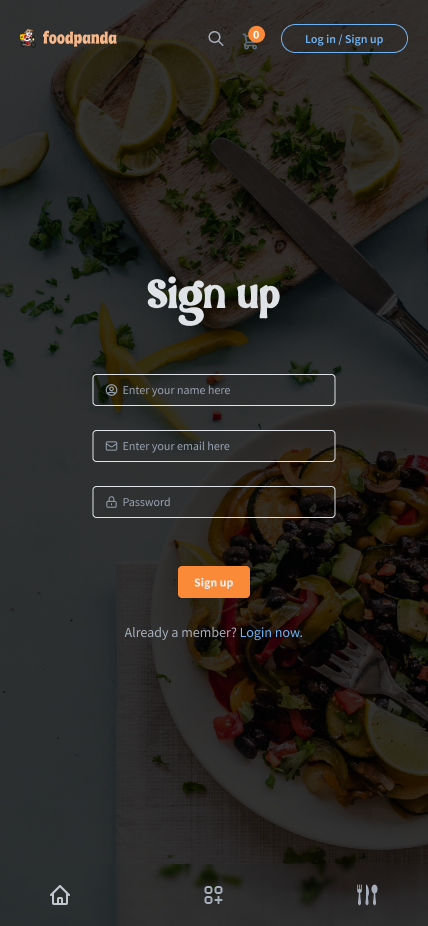 foodpanda
0
Log in / Sign up
Sign up
Enter your name here
Enter your email here
Password
Sign up
Already a member? Login now.